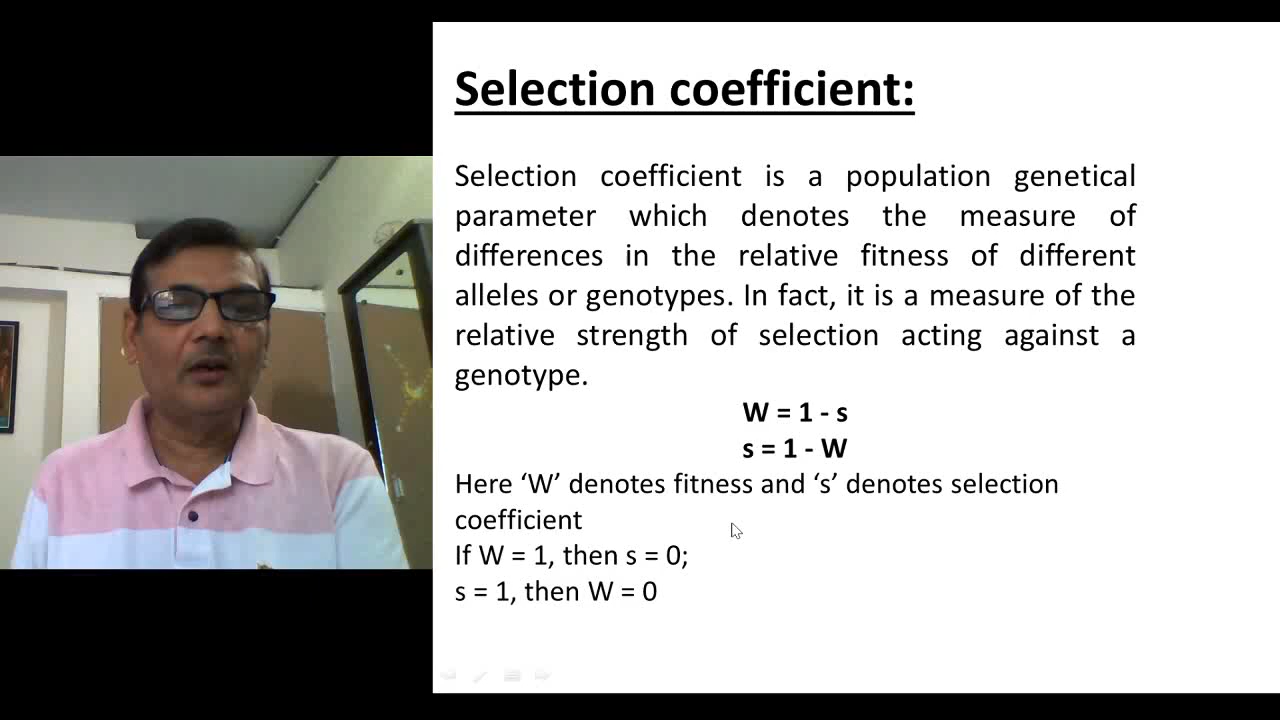 Selection coefficient:
Selection coefficient is a population genetical
parameter which denotes the measure of
differences in the relative fitness of different
alleles or genotypes. In fact, it is a measure of the
relative strength of selection acting against a
genotype.
W = 1 - s
s = 1 - W
Here ‘W’ denotes fitness and ‘s’ denotes selection
coefficient
If W = 1, then s = 0;
s = 1, then W = 0